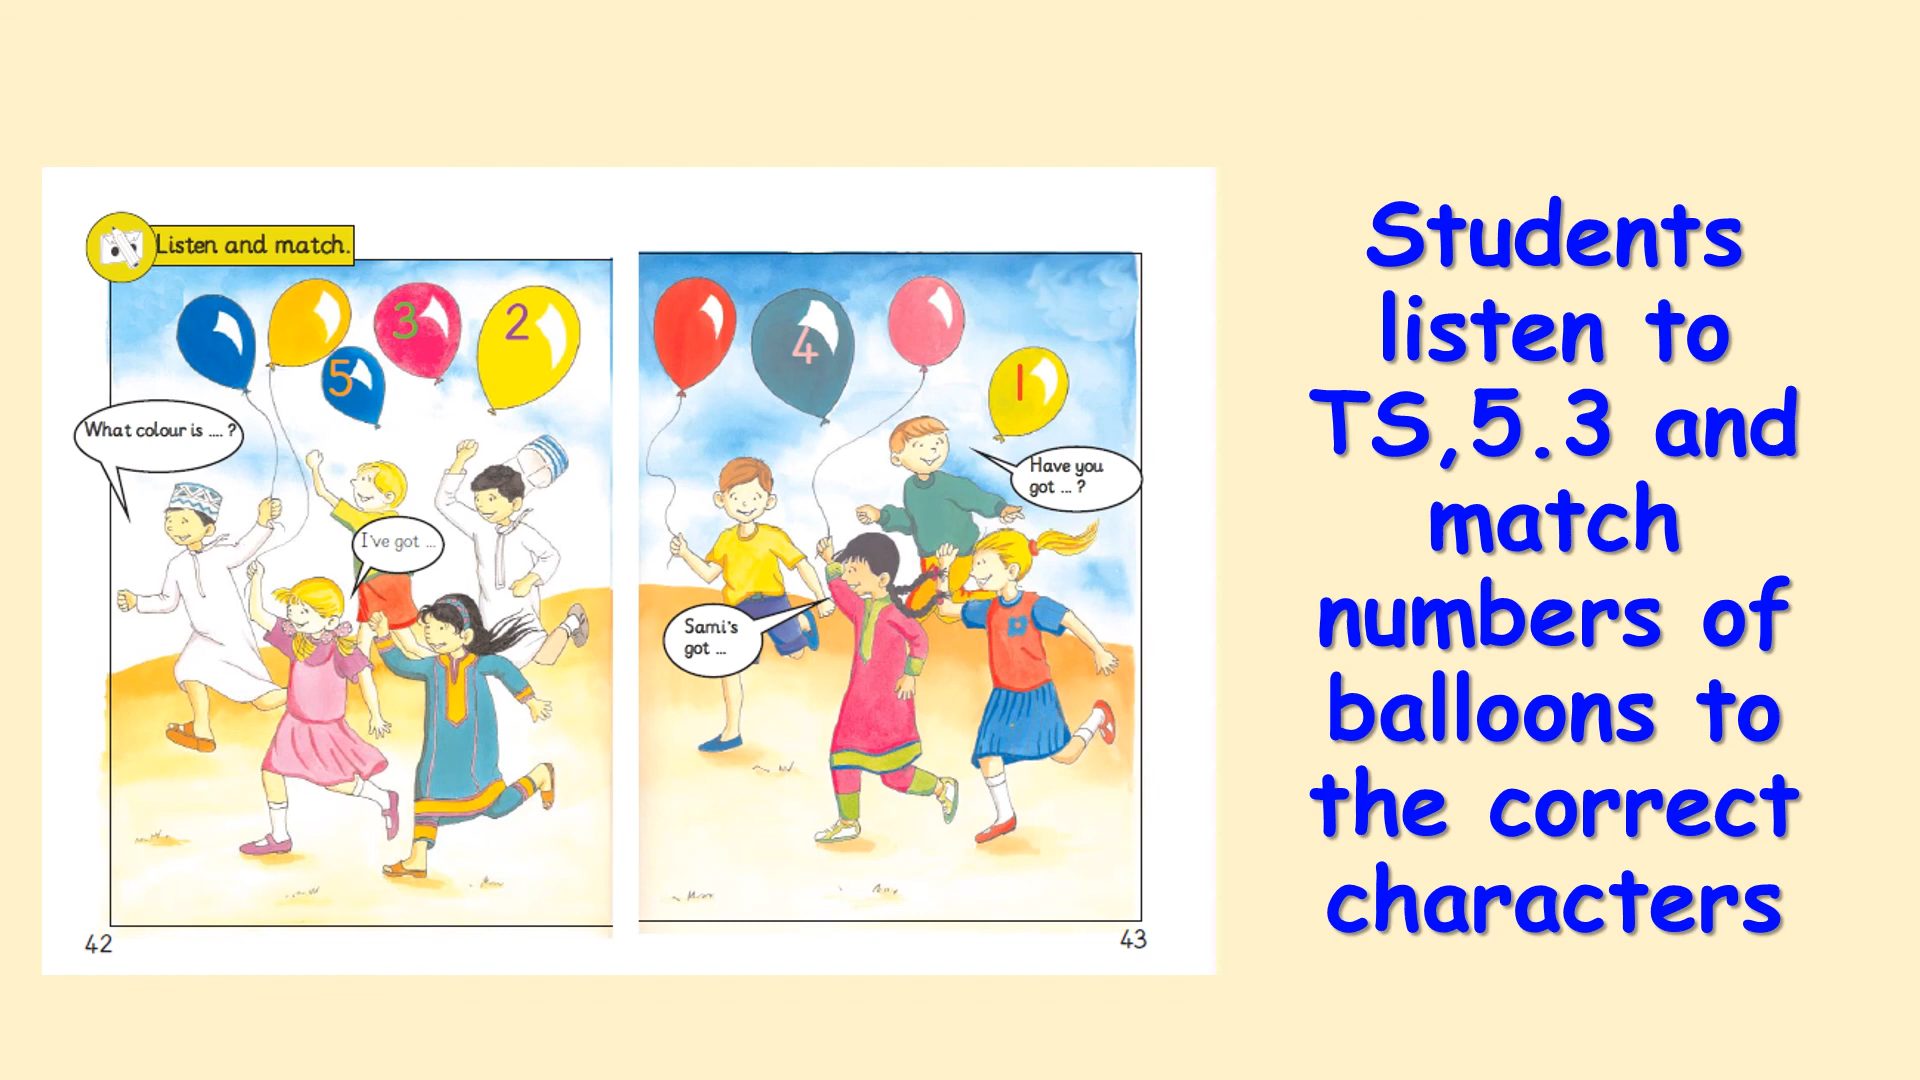 Listen and match.
3
2
5
What colour is .... ?
I've got ...
42
4
1
Have you
got ... ?
Sami's
got ...
43
Students
listen to
TS,5.3 and
match
numbers of
balloons to
the correct
characters